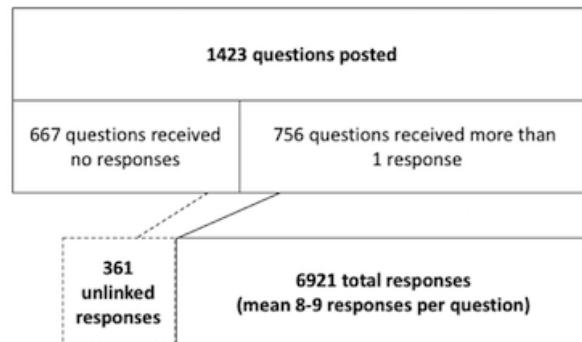 1423 questions posted
667 questions received
no responses
756 questions received more than
1 response
361
unlinked
responses
6921 total responses
(mean 8-9 responses per question)